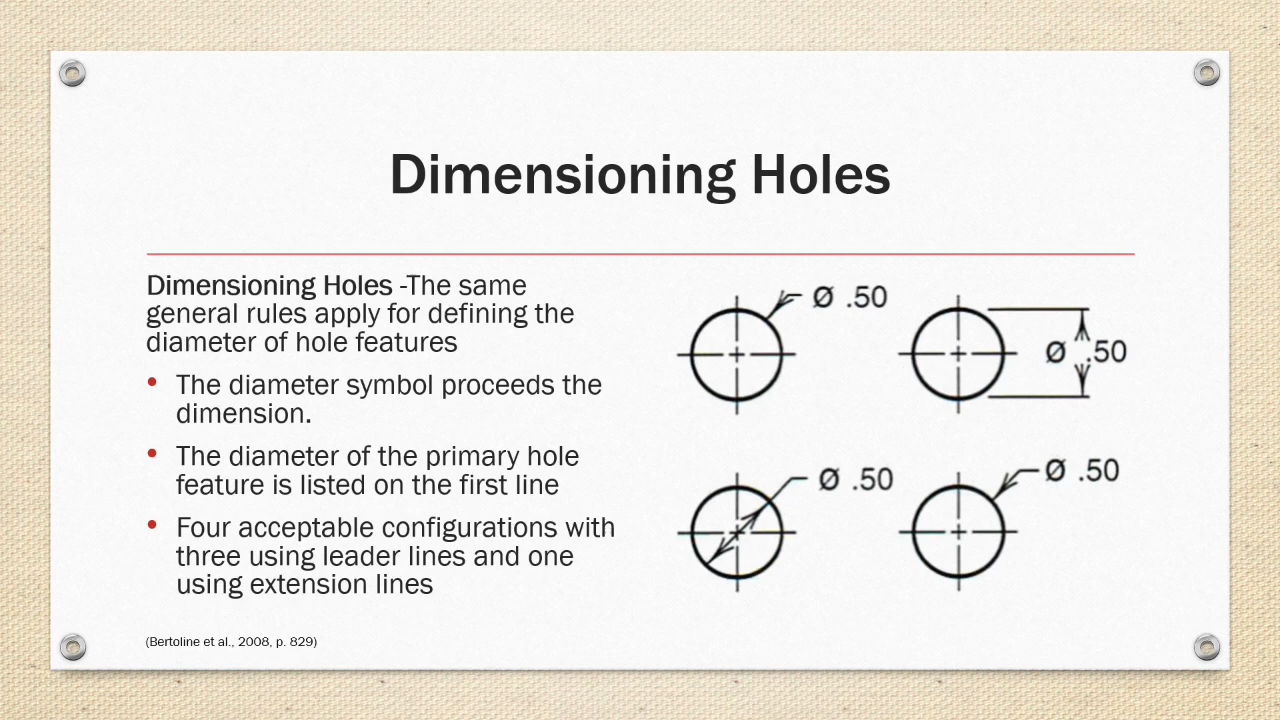 Dimensioning Holes
Dimensioning Holes -The same
general rules apply for defining the
diameter of hole features
• The diameter symbol proceeds the
dimension.
• The diameter of the primary hole
feature is listed on the first line
• Four acceptable configurations with
three using leader lines and one
using extension lines
(Bertoline et al., 2008, p. 829)
Ø .50
Ø .50
Ø .50
Ø .50